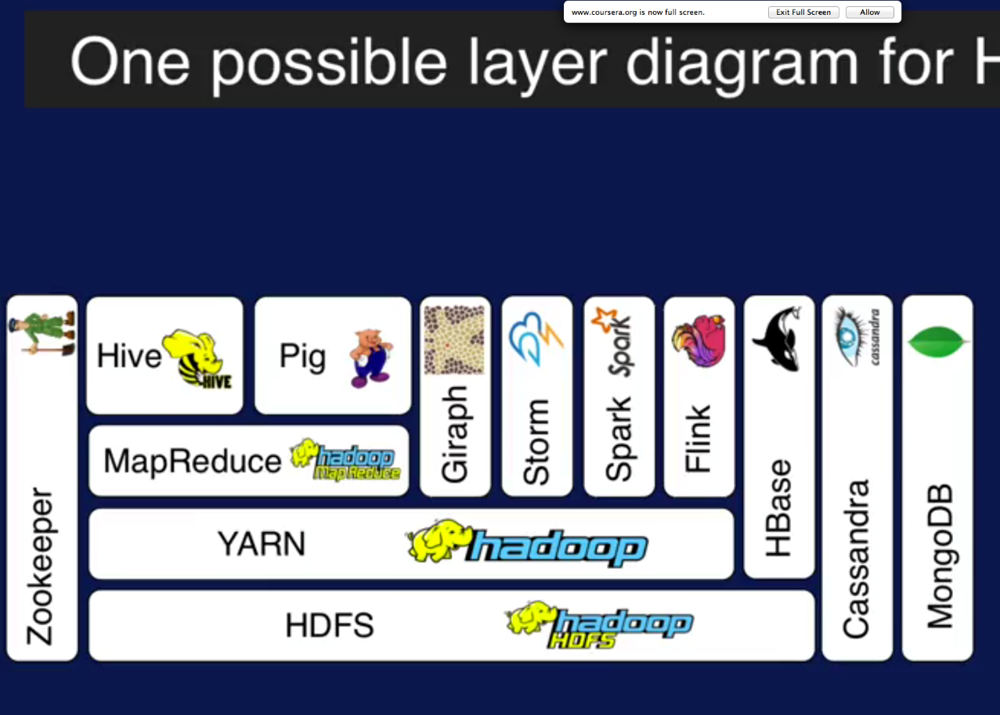 www.coursera.org is now full screen.
Exit Full Screen
Allow
One possible layer diagram for H
Zookeeper
Hive
HIVE
Pig
Giraph
Storm
Spark
Spark
Flink
HBase
cassandra
Cassandra
MongoDB
MapReduce
hadoop
MapReduce
YARN
hadoop
HDFS
hadoop
HDFS